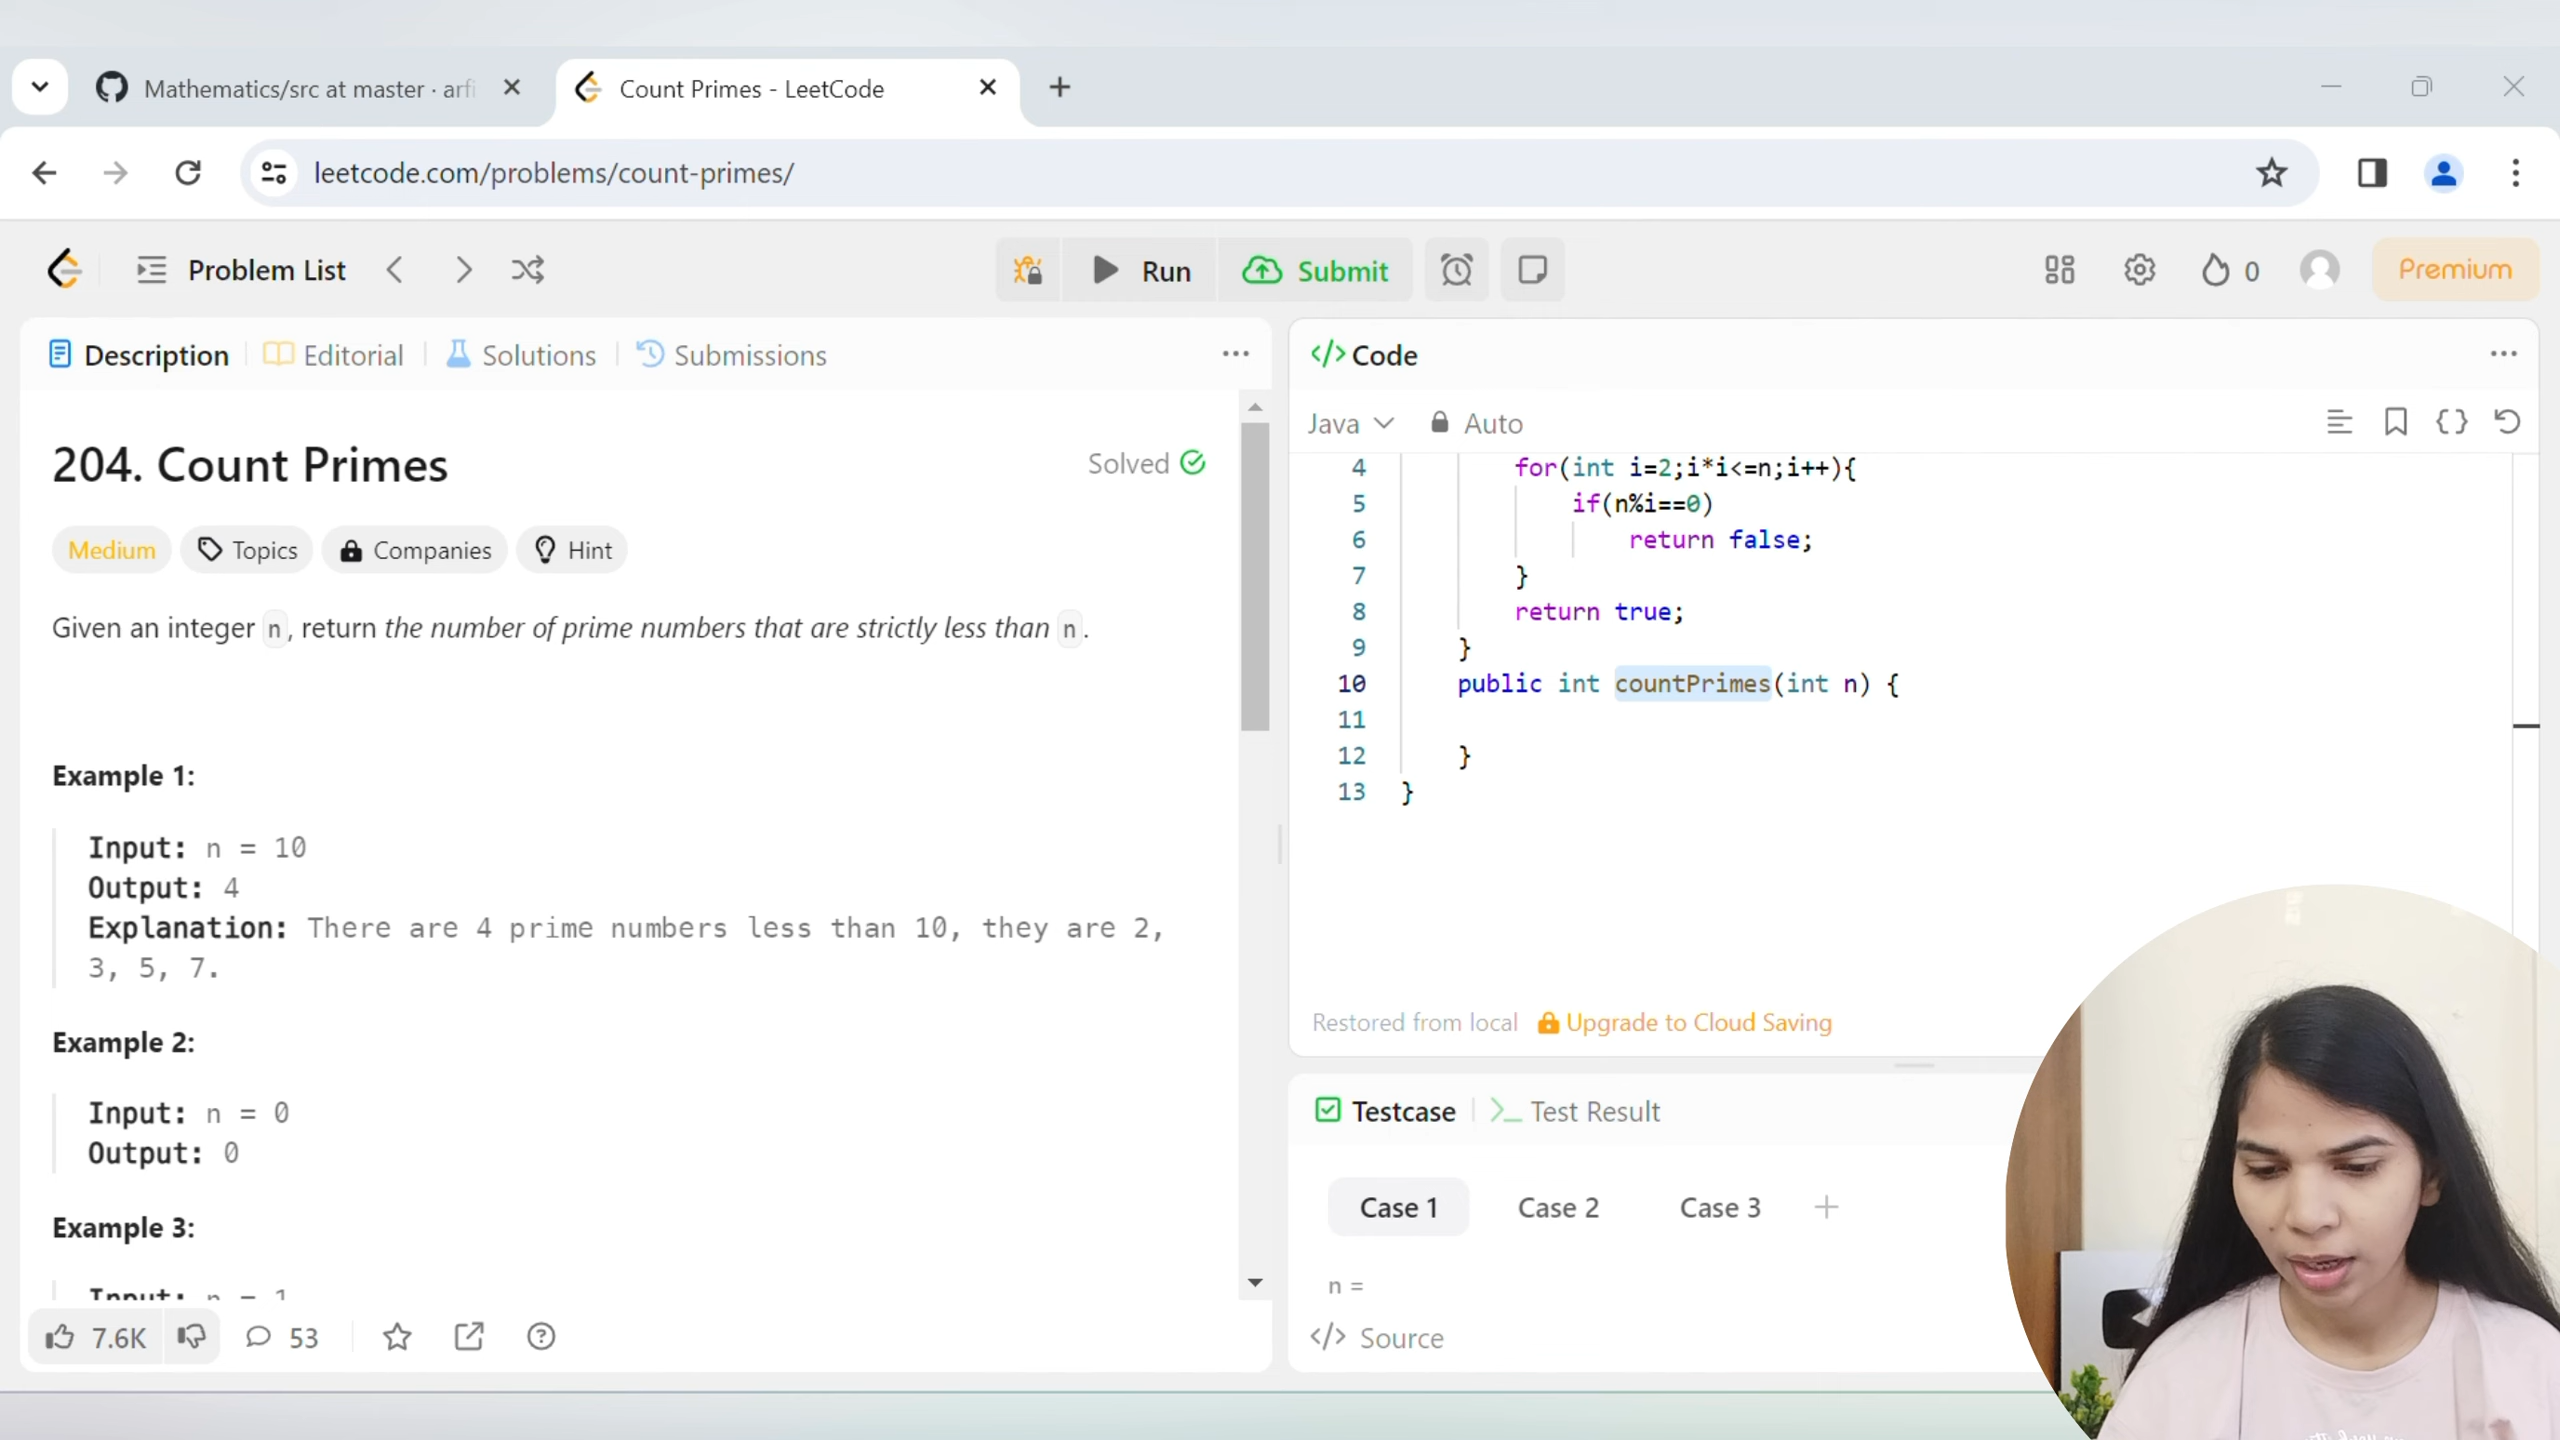 Mathematics/src at master · arfi
Count Primes - LeetCode
leetcode.com/problems/count-primes/
Problem List
Run
Submit
0
Premium
Description
Editorial
Solutions
Submissions
</> Code
204. Count Primes
Solved
Java
Auto
Medium
Topics
Companies
Hint
Given an integer n, return the number of prime numbers that are strictly less than n.
Example 1:
Input: n = 10
Output: 4
Explanation: There are 4 prime numbers less than 10, they are 2,
3, 5, 7.
Example 2:
Input: n = 0
Output: 0
Example 3:
Input: n = 1
7.6K
53
4 for(int i=2;i*i<=n;i++){
5 if(n%i==0)
6 return false;
7 }
8 return true;
9 }
10 public int countPrimes(int n) {
11
12 }
13 }
Restored from local
Upgrade to Cloud Saving
Testcase
Test Result
Case 1
Case 2
Case 3
n =
</> Source